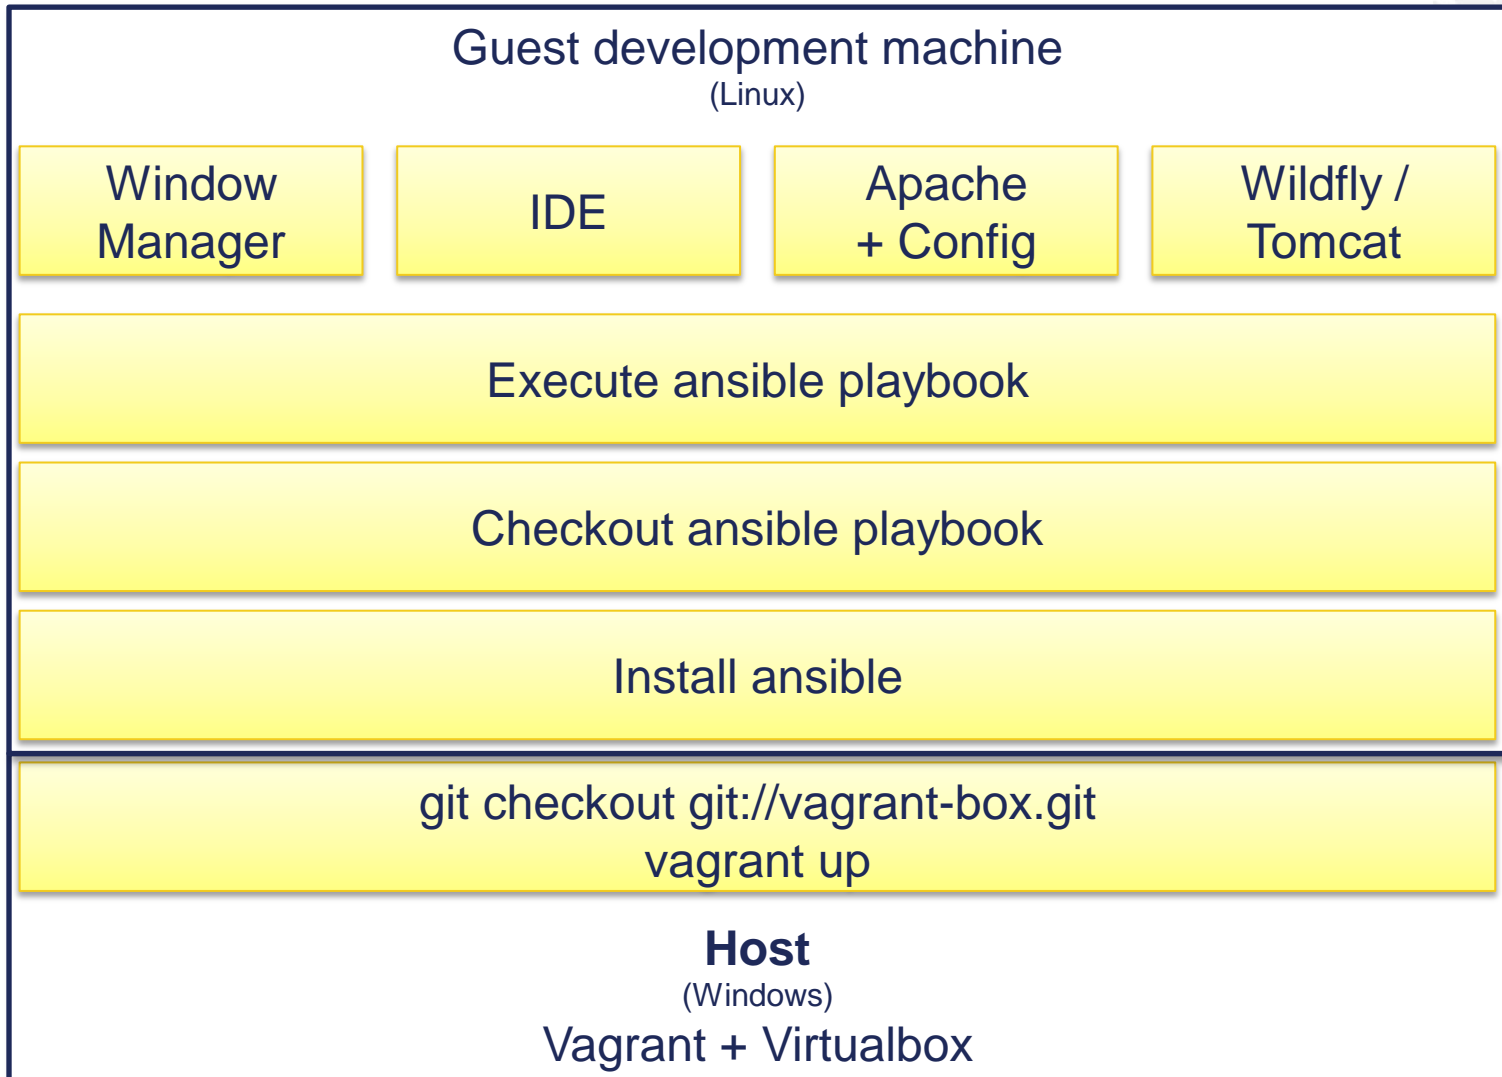 Guest development machine
(Linux)
Window
Manager
IDE
Apache
+ Config
Wildfly /
Tomcat
Execute ansible playbook
Checkout ansible playbook
Install ansible
git checkout git://vagrant-box.git
vagrant up
Host
(Windows)
Vagrant + Virtualbox